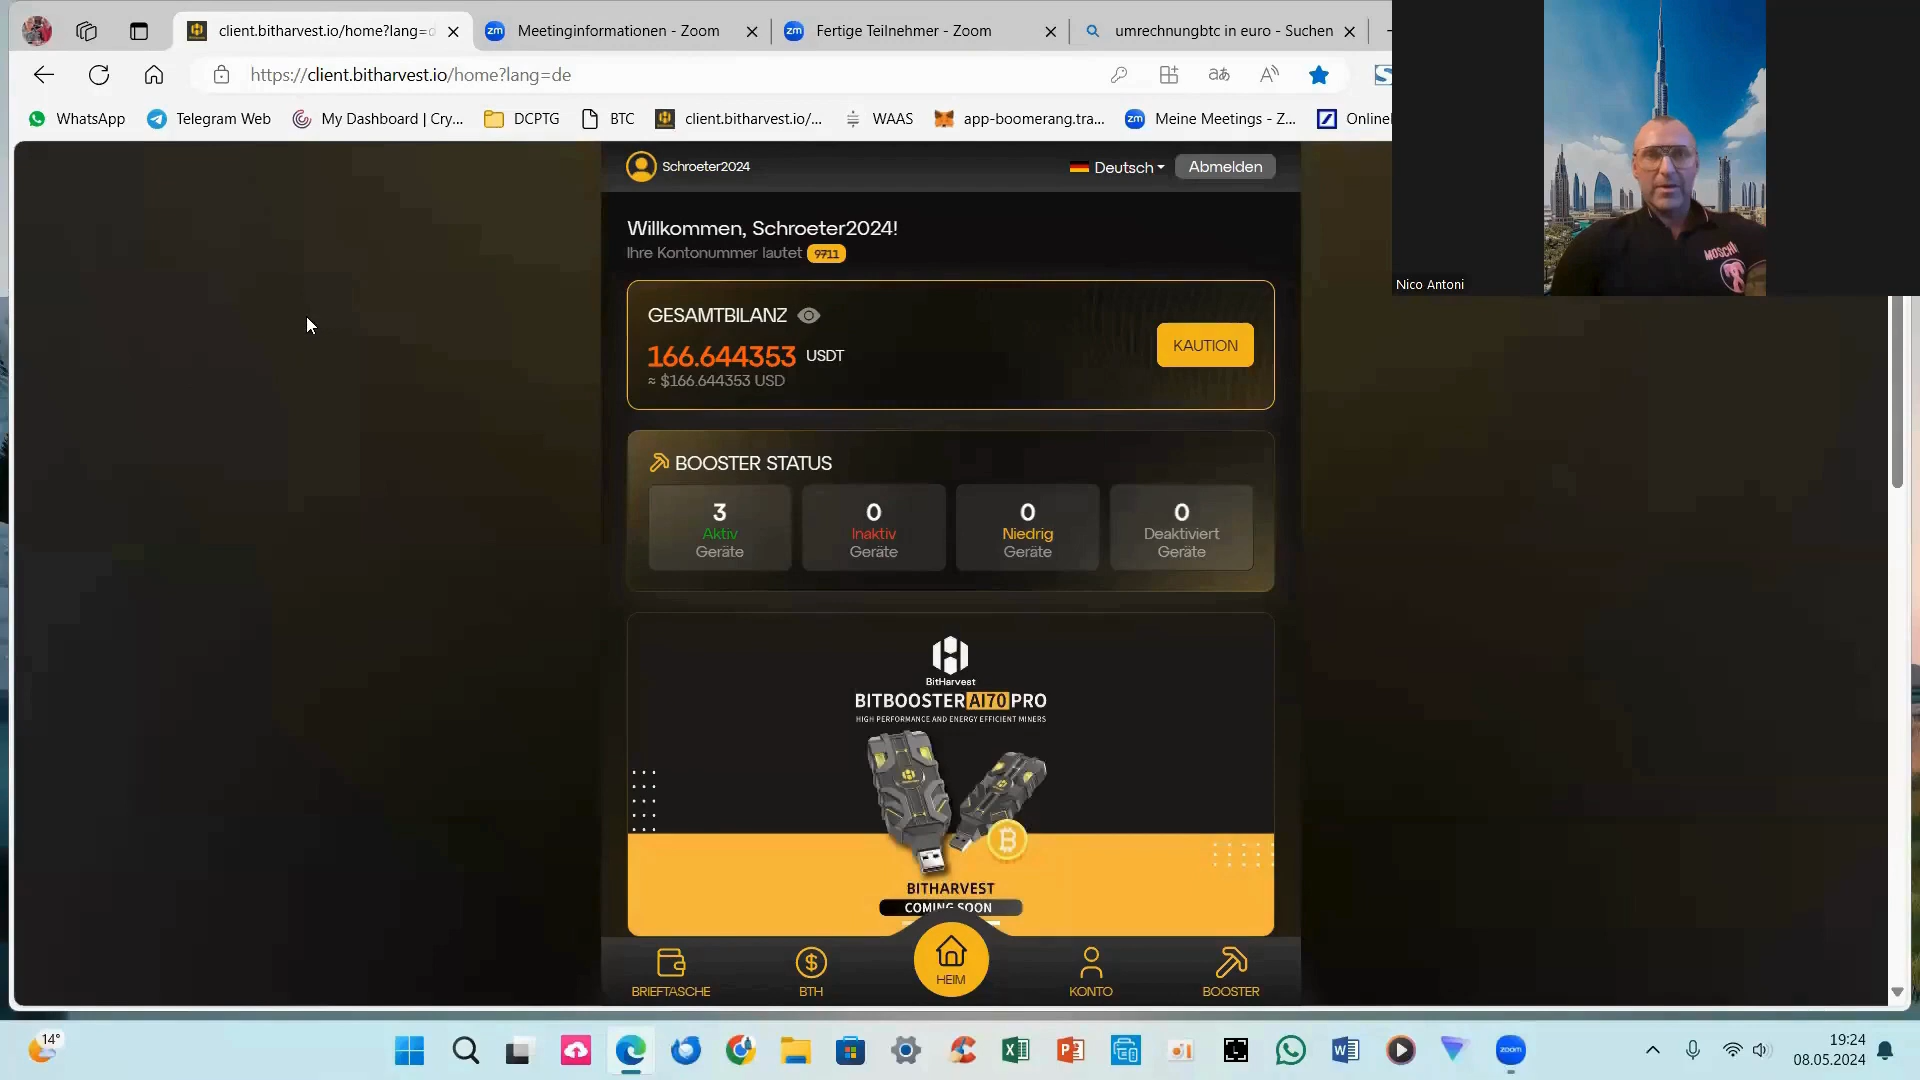 client.bitharvest.io/home?lang=d
Meetinginformationen - Zoom
Fertige Teilnehmer - Zoom
umrechnungbtc in euro - Suchen
https://client.bitharvest.io/home?lang=de
WhatsApp
Telegram Web
My Dashboard | Cry...
DCPTG
BTC
client.bitharvest.io/...
WAAS
app-boomerang.tra...
Meine Meetings - Z...
Onlinel
Nico Antoni
Schroeter2024
Deutsch
Abmelden
Willkommen, Schroeter2024!
Ihre Kontonummer lautet 9711
GESAMTBILANZ
166.644353 USDT
≈ $166.644353 USD
KAUTION
BOOSTER STATUS
3
Aktiv
Geräte
0
Inaktiv
Geräte
0
Niedrig
Geräte
0
Deaktiviert
Geräte
BitHarvest
BITBOOSTER AI70 PRO
HIGH PERFORMANCE AND ENERGY EFFICIENT MINERS
BITHARVEST
COMING SOON
BRIEFTASCHE
BTH
HEIM
KONTO
BOOSTER
14°
zoom
19:24
08.05.2024